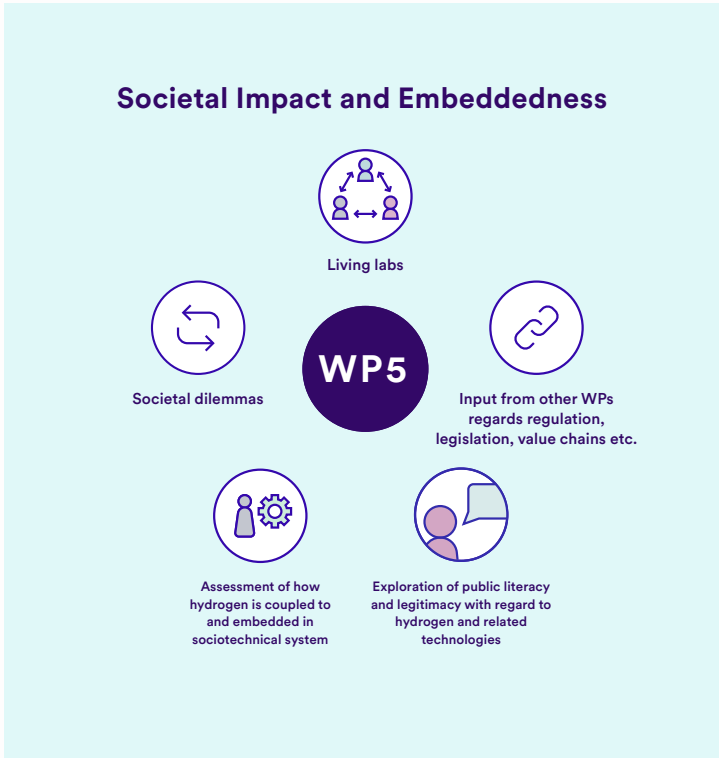 Societal Impact and Embeddedness
Living labs
WP5
Societal dilemmas
Input from other WPs
regards regulation,
legislation, value chains etc.
Assessment of how
hydrogen is coupled to
and embedded in
sociotechnical system
Exploration of public literacy
and legitimacy with regard to
hydrogen and related
technologies